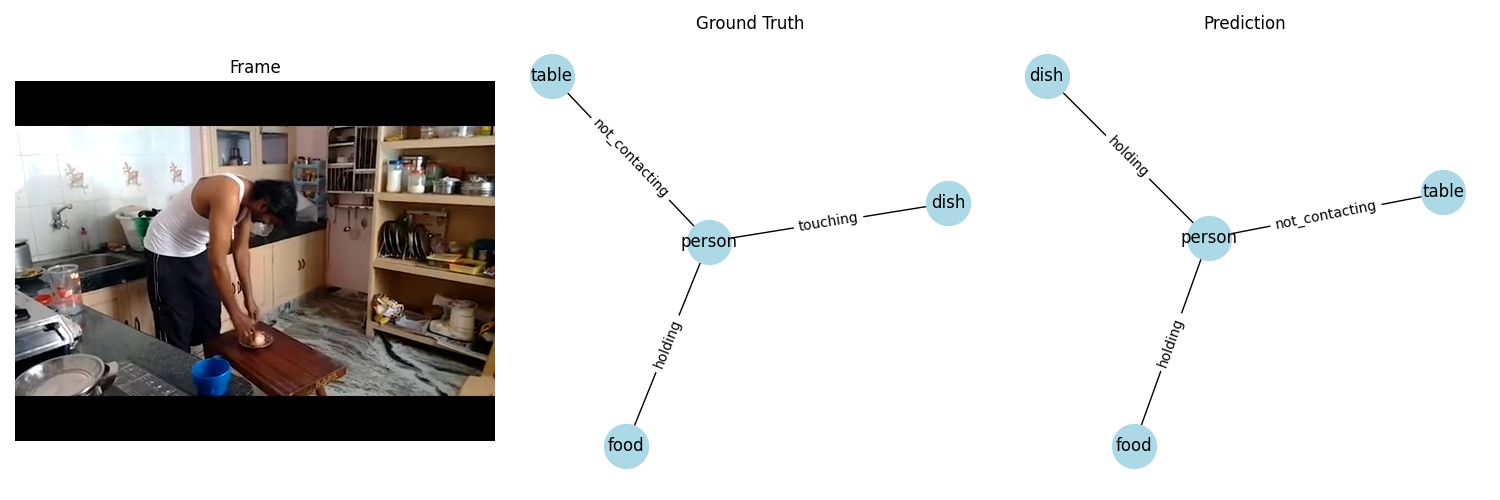 Frame
Ground Truth
table
not_contacting
dish
touching
person
holding
food
Prediction
dish
holding
table
not_contacting
person
holding
food